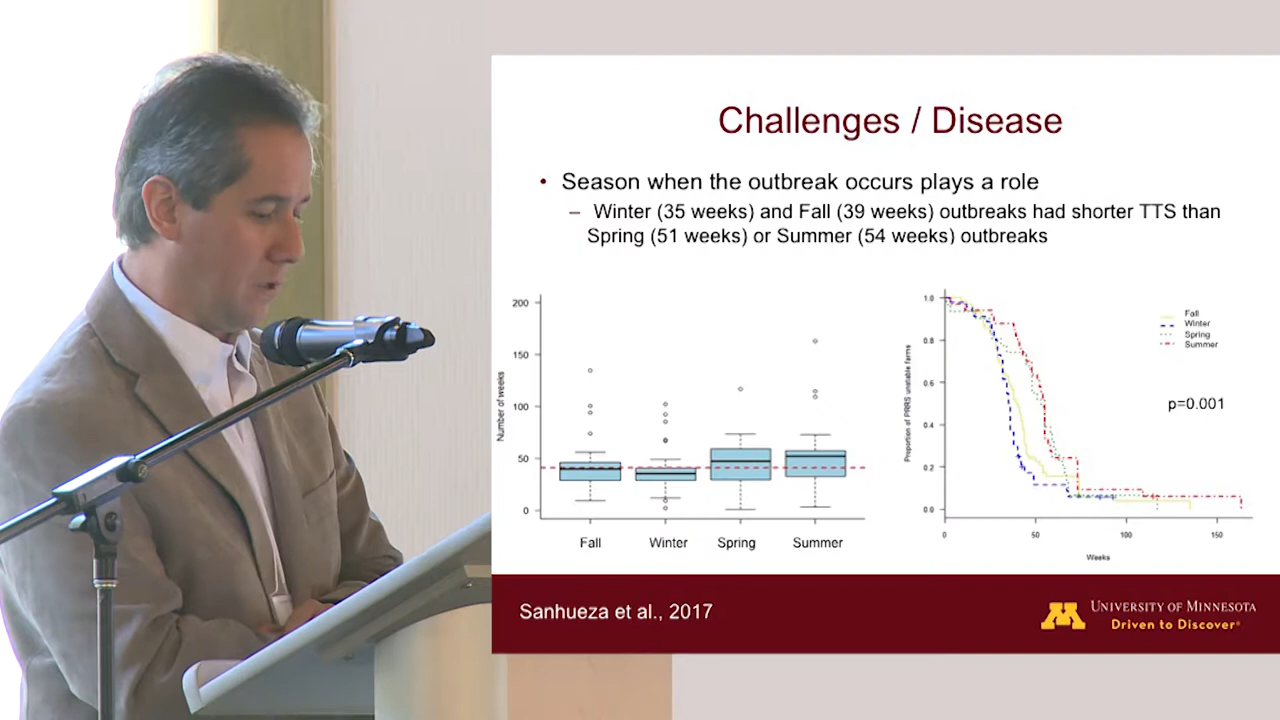 Challenges / Disease
• Season when the outbreak occurs plays a role
– Winter (35 weeks) and Fall (39 weeks) outbreaks had shorter TTS than
Spring (51 weeks) or Summer (54 weeks) outbreaks
Number of weeks
200
150
100
50
0
Fall Winter Spring Summer
Proportion of PRRS unstable farms
1.0
0.8
0.6
0.4
0.2
0.0
0 50 100 150
Weeks
Fall
Winter
Spring
Summer
p=0.001
Sanhueza et al., 2017
UNIVERSITY OF MINNESOTA
Driven to Discover®